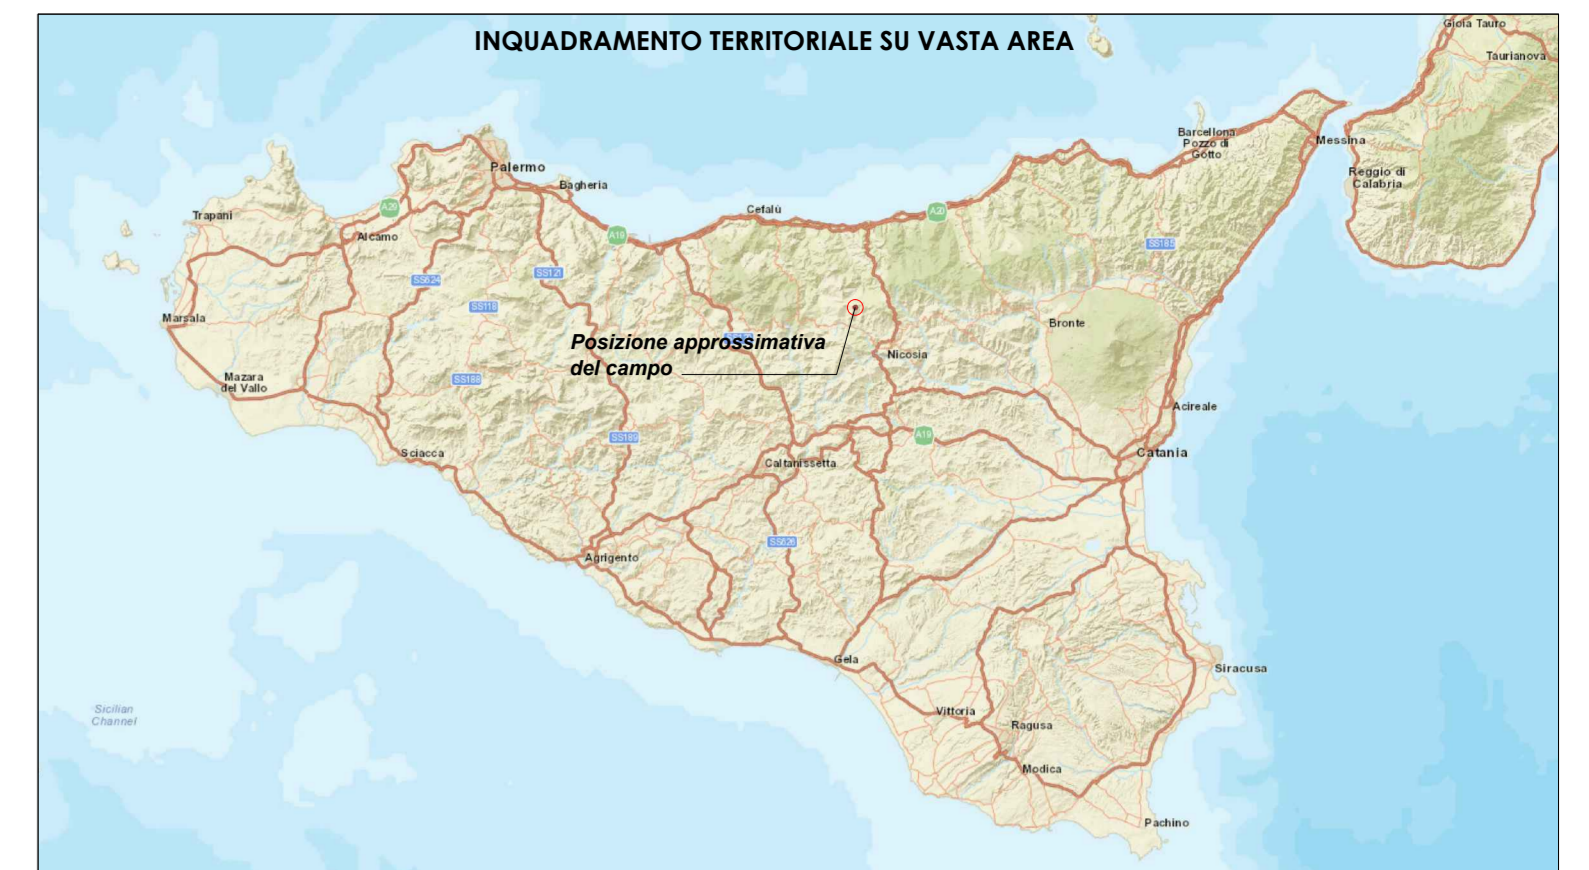 INQUADRAMENTO TERRITORIALE SU VASTA AREA
Gioia Tauro
Taurianova
Barcellona
Pozzo di
Gotto
Messina
Palermo
Reggio di
Calabria
Bagheria
Trapani
A29
Cefalù
A20
Alcamo
A19
SS185
SS624
SS121
SS118
Marsala
Bronte
Posizione approssimativa
del campo
Nicosia
Mazara
del Vallo
SS188
Acireale
SS189
A19
Sciacca
Catania
Caltanissetta
SS626
Agrigento
Gela
Siracusa
Sicilian
Channel
Vittoria
Ragusa
Modica
Pachino